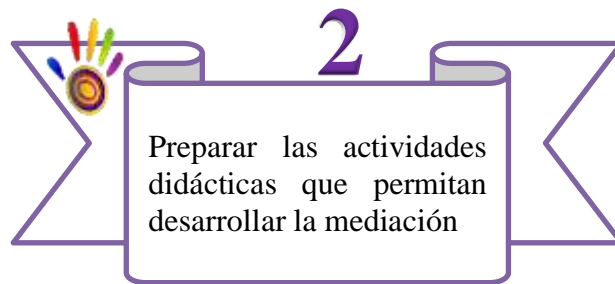 2
Preparar las actividades
didácticas que permitan
desarrollar la mediación